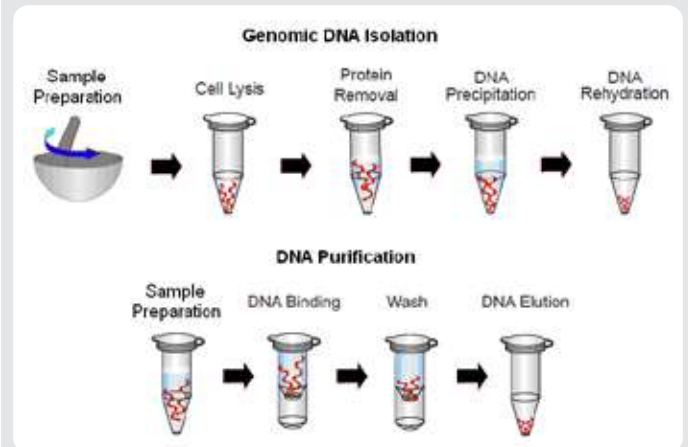 Genomic DNA Isolation
Sample
Preparation
Cell Lysis
Protein
Removal
DNA
Precipitation
DNA
Rehydration
DNA Purification
Sample
Preparation
DNA Binding
Wash
DNA Elution